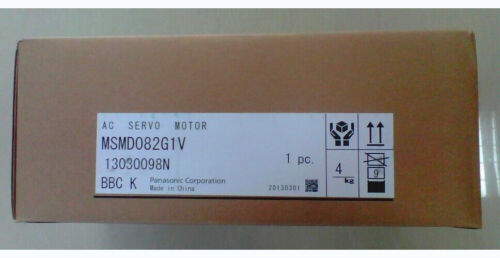 AC SERVO MOTOR
MSMD082G1V
13030098N
1 pc.
BBC K
Panasonic Corporation
Made in China
20130301
4
kg
9